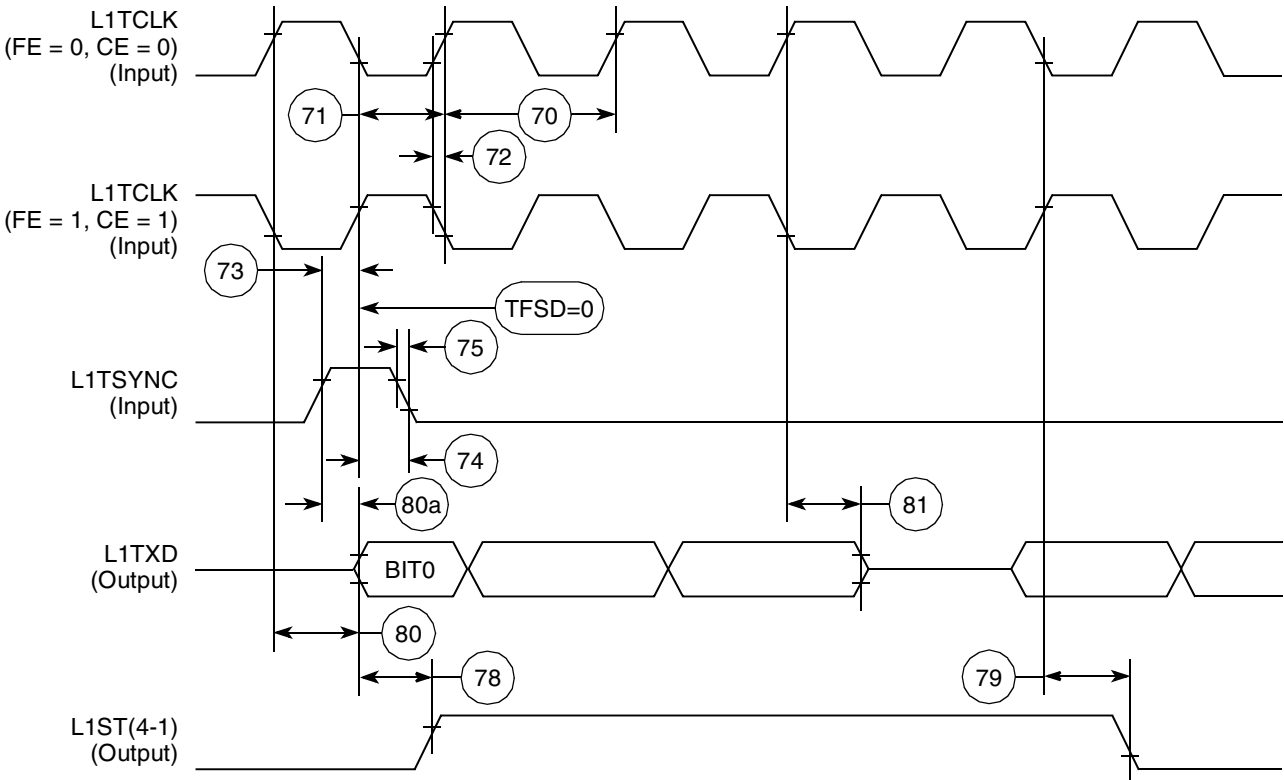 L1TCLK
(FE = 0, CE = 0)
(Input)
71
70
72
L1TCLK
(FE = 1, CE = 1)
(Input)
73
TFSD=0
75
L1TSYNC
(Input)
74
80a
81
L1TXD
(Output)
BIT0
80
78
79
L1ST(4-1)
(Output)